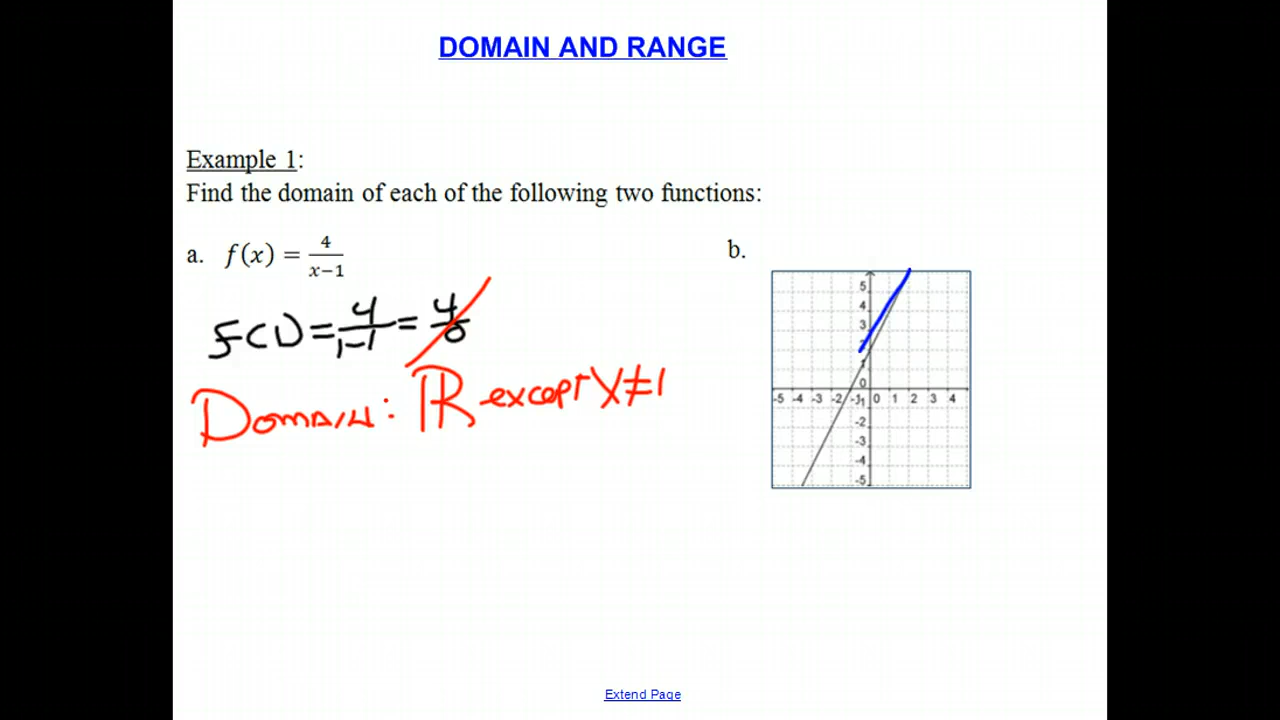 DOMAIN AND RANGE
Example 1:
Find the domain of each of the following two functions:
a. f(x) = 4/(x−1)
b.
f(1) = 4/(1-1) = 4/0
Domain: ℝ except x≠1
5
4
3
2
1
0
-5 -4 -3 -2 -1 0 1 2 3 4
-2
-3
-4
-5
Extend Page